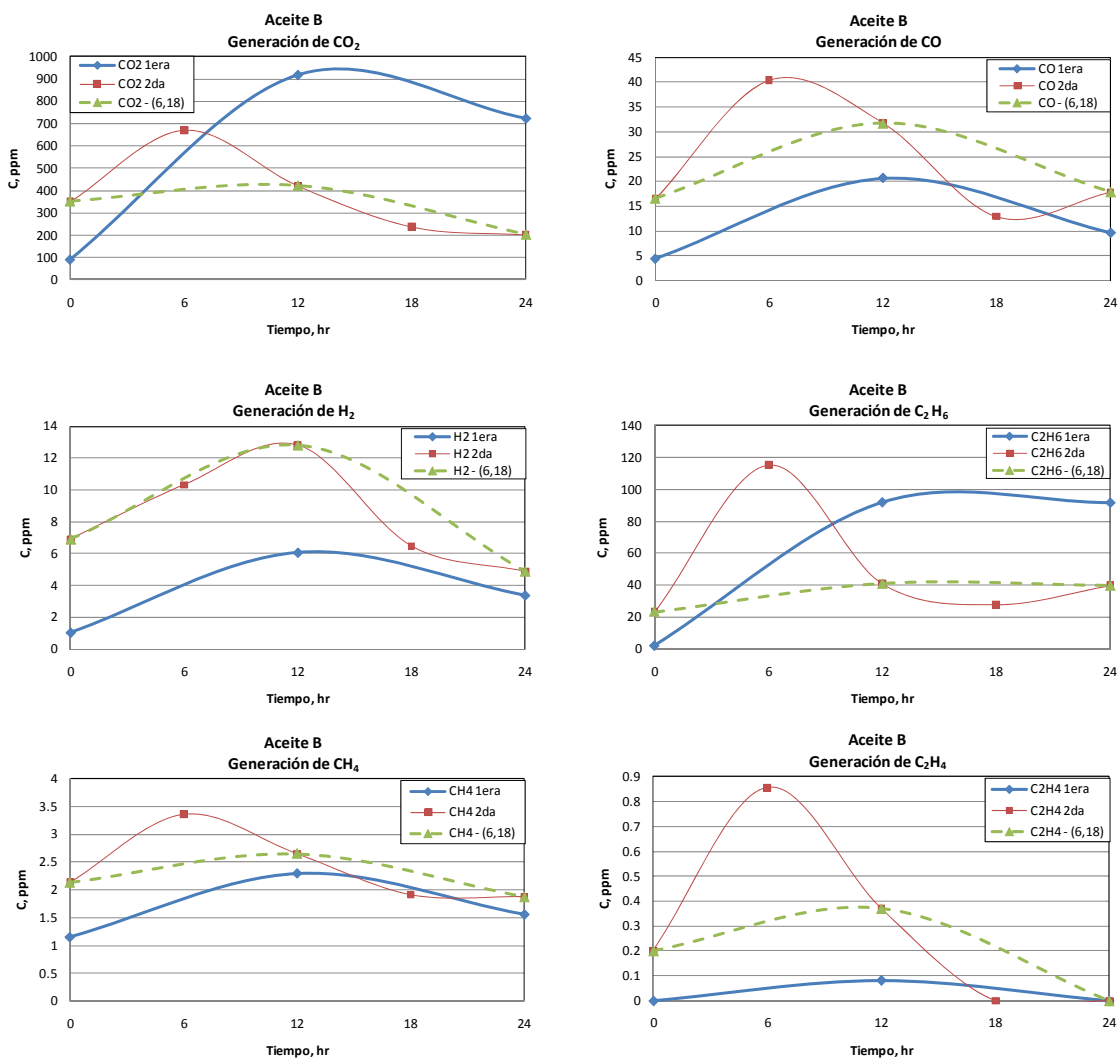 Aceite B
Generación de CO₂
1000
900
800
700
600
500
400
300
200
100
0
C, ppm
CO2 1era
CO2 2da
CO2 - (6,18)
0 6 12 18 24
Tiempo, hr
Aceite B
Generación de CO
45
40
35
30
25
20
15
10
5
0
C, ppm
CO 1era
CO 2da
CO - (6,18)
0 6 12 18 24
Tiempo, hr
Aceite B
Generación de H₂
14
12
10
8
6
4
2
0
C, ppm
H2 1era
H2 2da
H2 - (6,18)
0 6 12 18 24
Tiempo, hr
Aceite B
Generación de C₂H₆
140
120
100
80
60
40
20
0
C, ppm
C2H6 1era
C2H6 2da
C2H6 - (6,18)
0 6 12 18 24
Tiempo, hr
Aceite B
Generación de CH₄
4
3.5
3
2.5
2
1.5
1
0.5
0
C, ppm
CH4 1era
CH4 2da
CH4 - (6,18)
0 6 12 18 24
Tiempo, hr
Aceite B
Generación de C₂H₄
0.9
0.8
0.7
0.6
0.5
0.4
0.3
0.2
0.1
0
C, ppm
C2H4 1era
C2H4 2da
C2H4 - (6,18)
0 6 12 18 24
Tiempo, hr